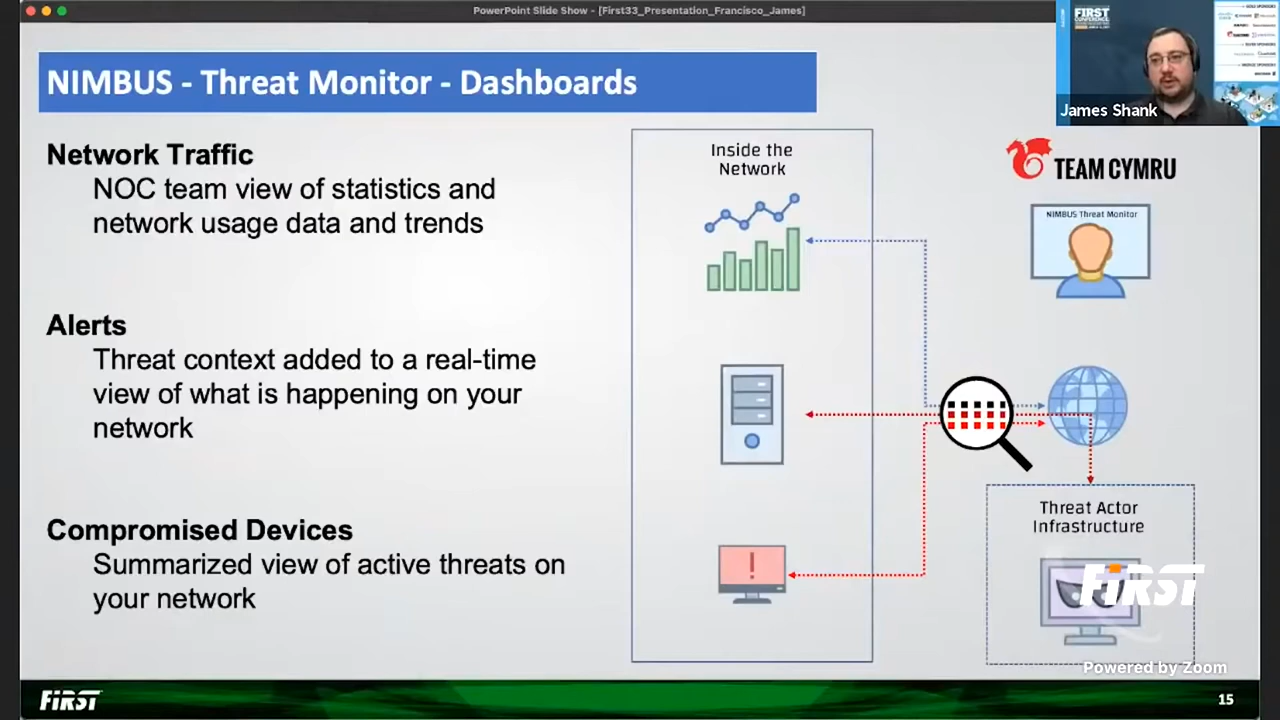 PowerPoint Slide Show - [First33_Presentation_Francisco_James]
NIMBUS - Threat Monitor - Dashboards
FIRST
CONFERENCE
James Shank
Network Traffic
NOC team view of statistics and
network usage data and trends
Alerts
Threat context added to a real-time
view of what is happening on your
network
Compromised Devices
Summarized view of active threats on
your network
Inside the
Network
TEAM CYMRU
NIMBUS Threat Monitor
!
Threat Actor
Infrastructure
FIRST
Powered by Zoom
FIRST
15